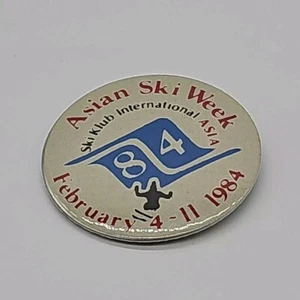 Asian Ski Week
Ski Klub International ASIA
84
February 4-11 1984